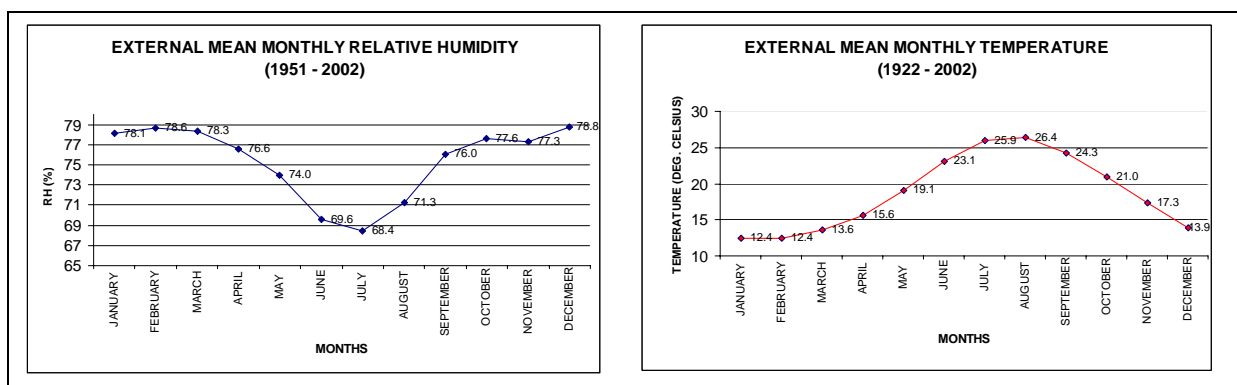 EXTERNAL MEAN MONTHLY RELATIVE HUMIDITY
(1951 - 2002)
RH (%)
79
77
75
73
71
69
67
65
78.1
78.6
78.3
76.6
74.0
69.6
68.4
71.3
76.0
77.6
77.3
78.8
JANUARY
FEBRUARY
MARCH
APRIL
MAY
JUNE
JULY
AUGUST
SEPTEMBER
OCTOBER
NOVEMBER
DECEMBER
MONTHS
EXTERNAL MEAN MONTHLY TEMPERATURE
(1922 - 2002)
TEMPERATURE (DEG. CELSIUS)
30
25
20
15
10
12.4
12.4
13.6
15.6
19.1
23.1
25.9
26.4
24.3
21.0
17.3
13.9
JANUARY
FEBRUARY
MARCH
APRIL
MAY
JUNE
JULY
AUGUST
SEPTEMBER
OCTOBER
NOVEMBER
DECEMBER
MONTHS